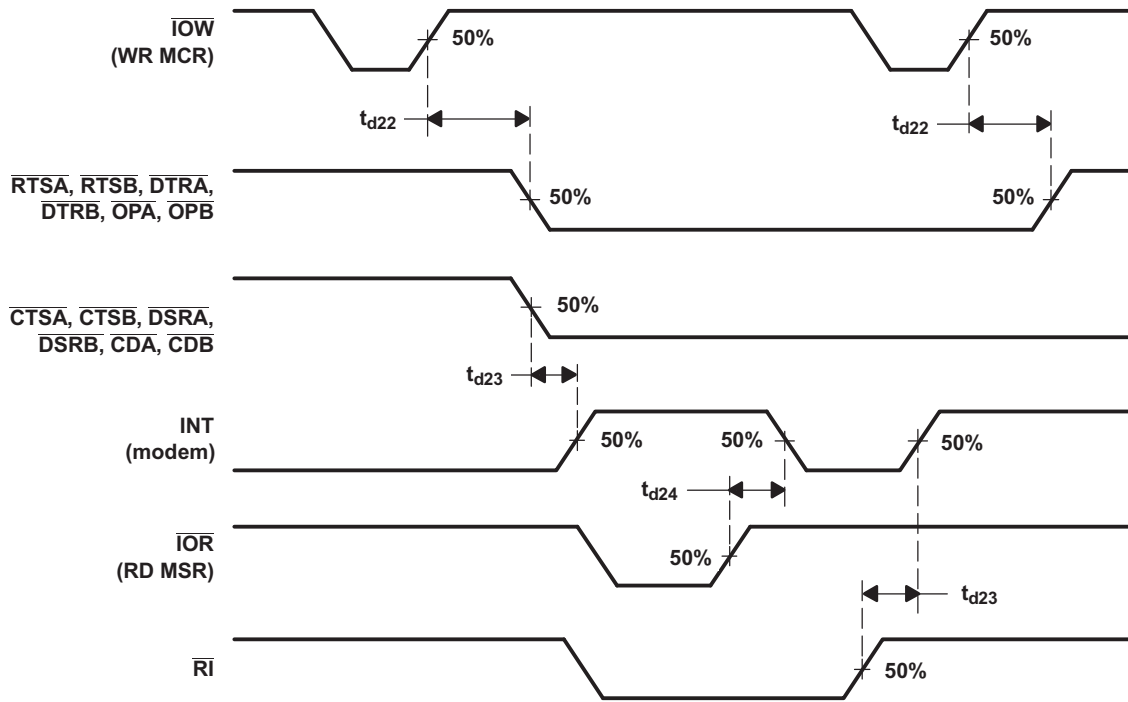 IOW
(WR MCR)
50%
50%
td22
td22
RTSA, RTSB, DTRA,
DTRB, OPA, OPB
50%
50%
CTSA, CTSB, DSRA,
DSRB, CDA, CDB
50%
td23
INT
(modem)
50%
50%
50%
td24
IOR
(RD MSR)
50%
td23
RI
50%